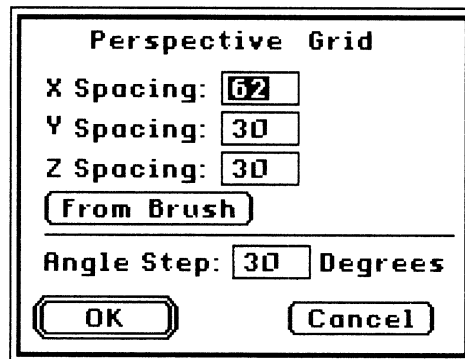 Perspective Grid
X Spacing: 62
Y Spacing: 30
Z Spacing: 30
From Brush
Angle Step: 30 Degrees
OK Cancel